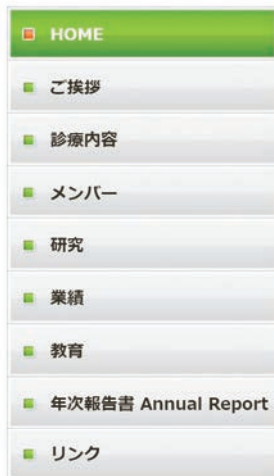 HOME
ご挨拶
診療内容
メンバー
研究
業績
教育
年次報告書 Annual Report
リンク